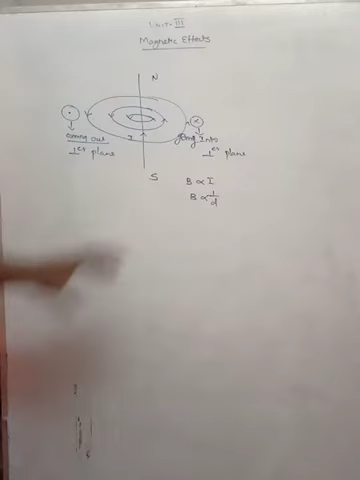 Unit-III
Magnetic Effects
N
coming out
⊥er plane
I
going Into
⊥er plane
S
B ∝ I
B ∝ 1/d